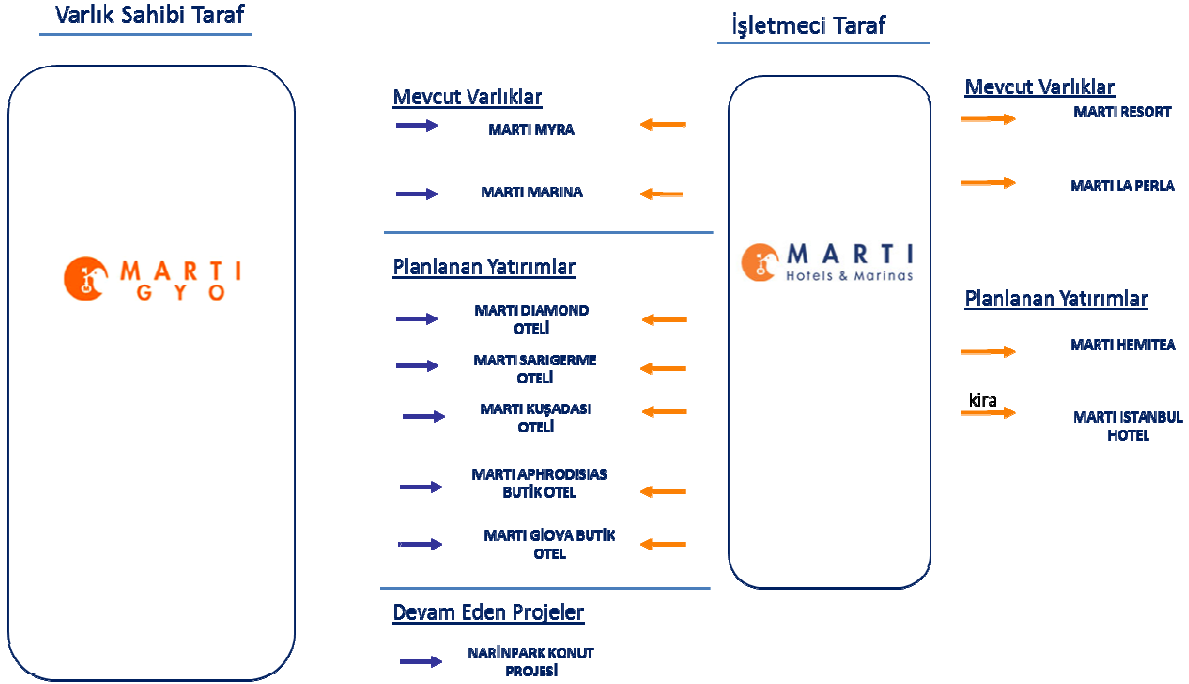 Varlık Sahibi Taraf
MARTI
GYO
Mevcut Varlıklar
MARTI MYRA
MARTI MARINA
Planlanan Yatırımlar
MARTI DIAMOND
OTELİ
MARTI SARIGERME
OTELİ
MARTI KUŞADASI
OTELİ
MARTI APHRODISIAS
BUTİK OTEL
MARTI GİOVA BUTİK
OTEL
Devam Eden Projeler
NARİNPARK KONUT
PROJESİ
İşletmeci Taraf
MARTI
Hotels & Marinas
Mevcut Varlıklar
MARTI RESORT
MARTI LA PERLA
Planlanan Yatırımlar
MARTI HEMITEA
kira
MARTI ISTANBUL
HOTEL